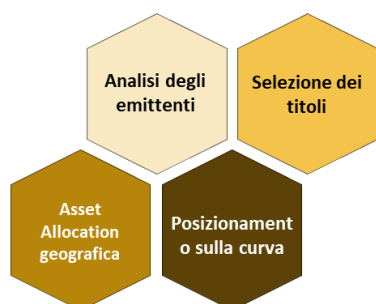 Analisi degli
emittenti
Selezione dei
titoli
Asset
Allocation
geografica
Posizionament
o sulla curva